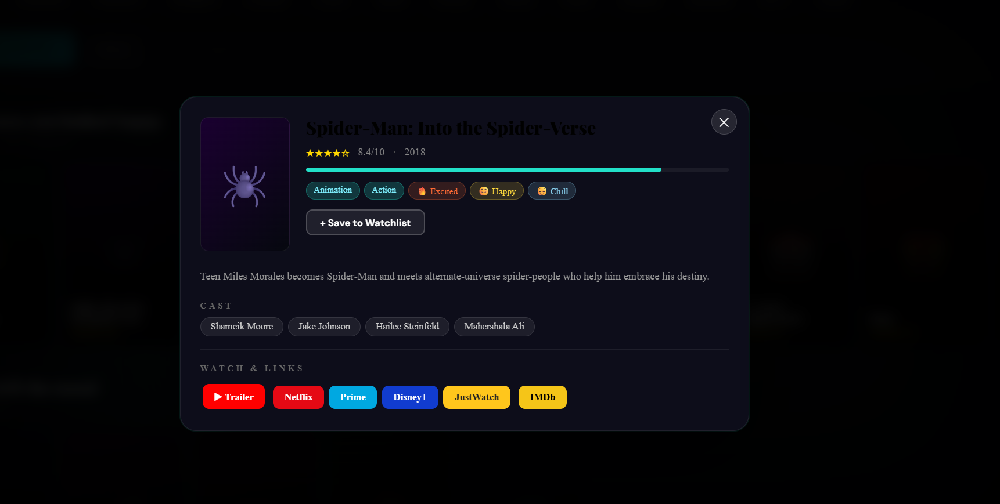 Spider-Man: Into the Spider-Verse
★★★★☆ 8.4/10 · 2018
Animation Action 🔥 Excited 😊 Happy 😌 Chill
+ Save to Watchlist
Teen Miles Morales becomes Spider-Man and meets alternate-universe spider-people who help him embrace his destiny.
CAST
Shameik Moore Jake Johnson Hailee Steinfeld Mahershala Ali
WATCH & LINKS
▶ Trailer Netflix Prime Disney+ JustWatch IMDb